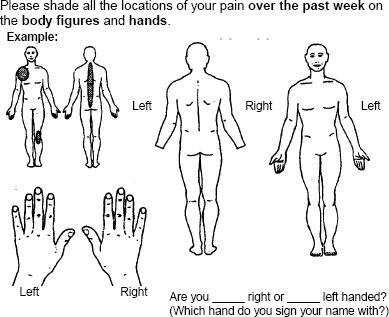 Please shade all the locations of your pain over the past week on
the body figures and hands.
Example:
Left
Right
Left
Left
Right
Are you _____ right or _____ left handed?
(Which hand do you sign your name with?)